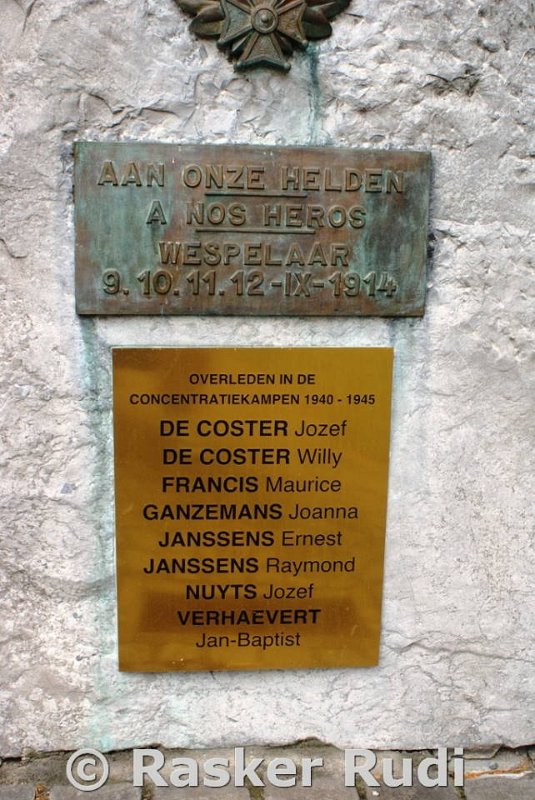 AAN ONZE HELDEN
A NOS HEROS
WESPELAAR
9.10.11.12-IX-1914
OVERLEDEN IN DE
CONCENTRATIEKAMPEN 1940 - 1945
DE COSTER Jozef
DE COSTER Willy
FRANCIS Maurice
GANZEMANS Joanna
JANSSENS Ernest
JANSSENS Raymond
NUYTS Jozef
VERHAEVERT
Jan-Baptist
© Rasker Rudi